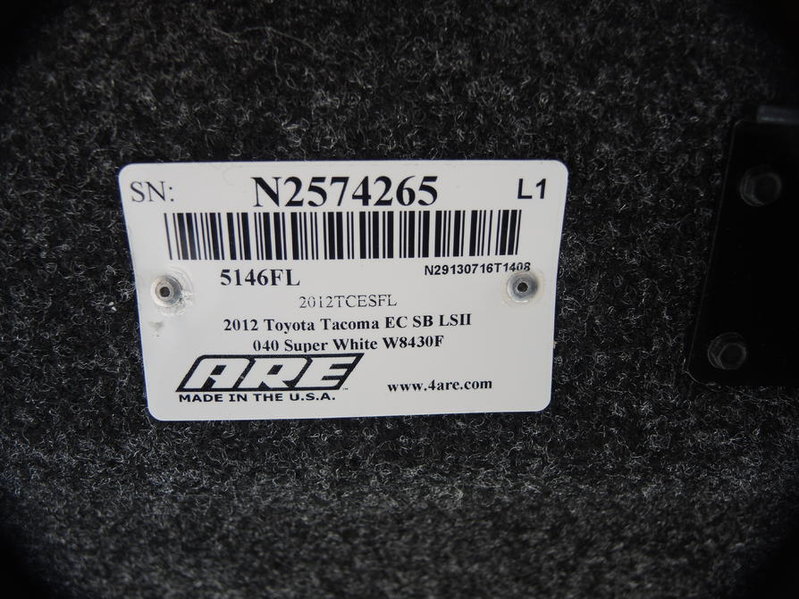 SN: N2574265 L1
5146FL N29130716T1408
2012TCESFL
2012 Toyota Tacoma EC SB LSII
040 Super White W8430F
ARE
MADE IN THE U.S.A. www.4are.com